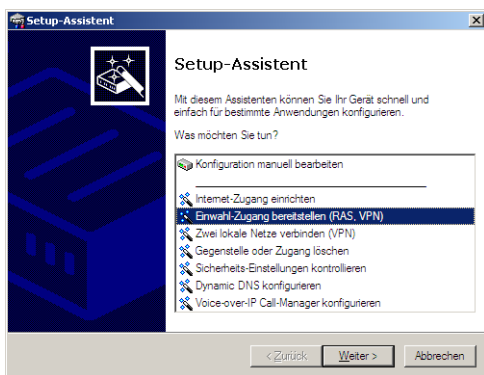 Setup-Assistent
Setup-Assistent
Mit diesem Assistenten können Sie Ihr Gerät schnell und
einfach für bestimmte Anwendungen konfigurieren.
Was möchten Sie tun?
Konfiguration manuell bearbeiten
Internet-Zugang einrichten
Einwahl-Zugang bereitstellen (RAS, VPN)
Zwei lokale Netze verbinden (VPN)
Gegenstelle oder Zugang löschen
Sicherheits-Einstellungen kontrollieren
Dynamic DNS konfigurieren
Voice-over-IP Call-Manager konfigurieren
< Zurück Weiter > Abbrechen